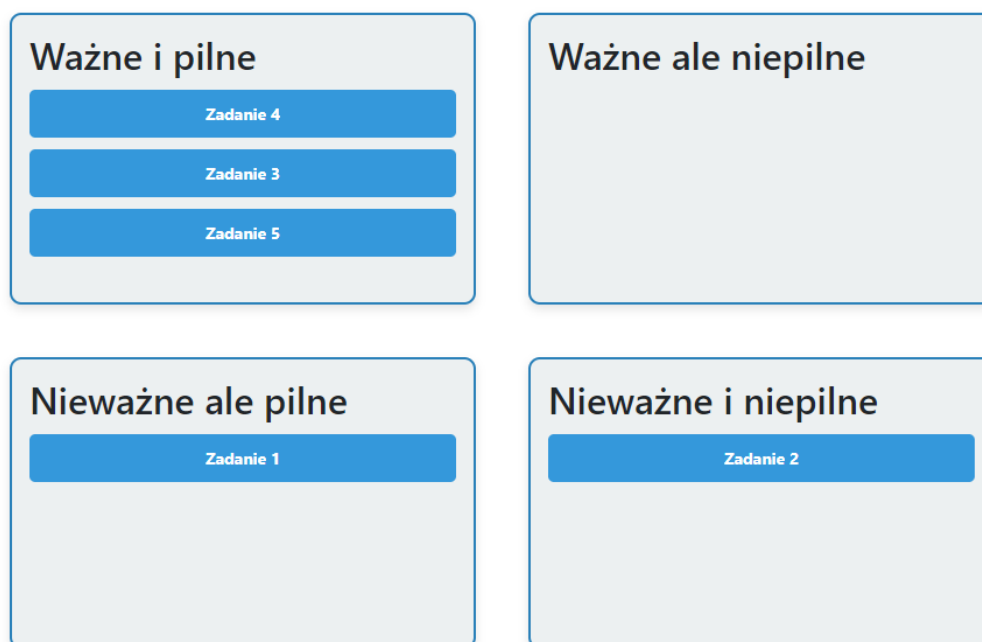 Ważne i pilne
Zadanie 4
Zadanie 3
Zadanie 5
Ważne ale niepilne
Nieważne ale pilne
Zadanie 1
Nieważne i niepilne
Zadanie 2